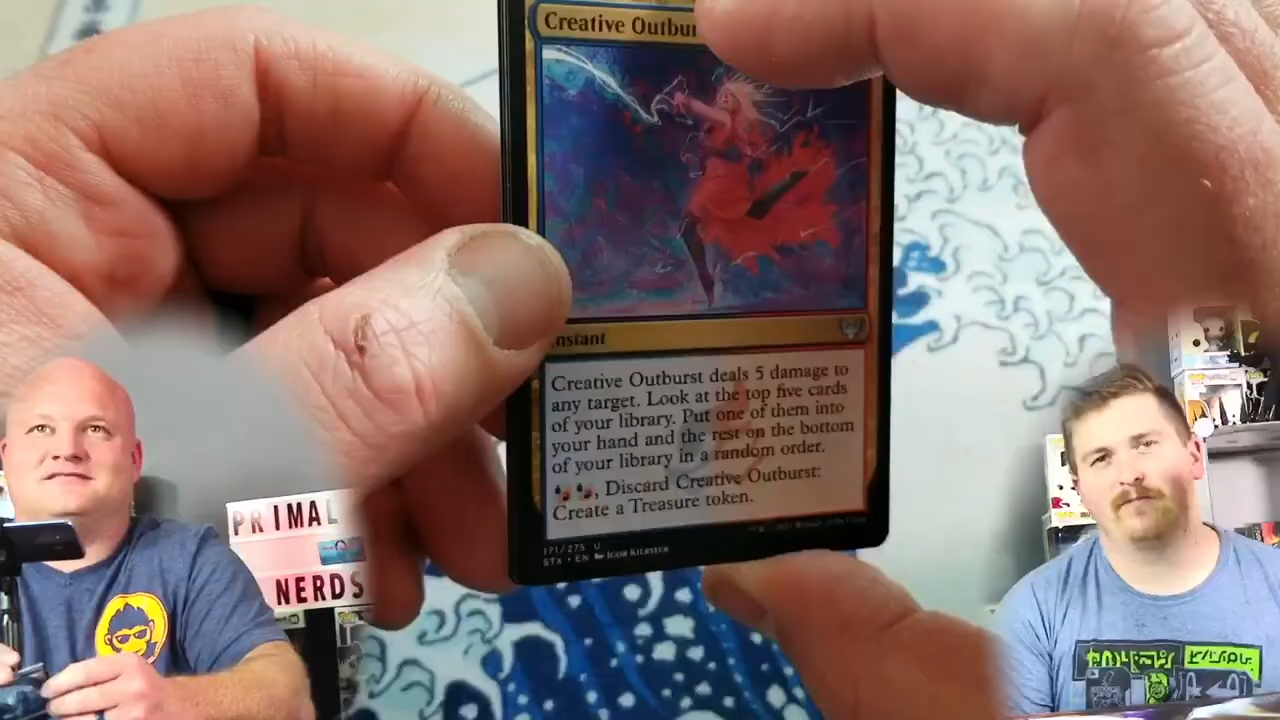 Creative Outbur
nstant
Creative Outburst deals 5 damage to
any target. Look at the top five cards
of your library. Put one of them into
your hand and the rest on the bottom
of your library in a random order.
, Discard Creative Outburst:
Create a Treasure token.
171/275 U
STX • EN
PRIMAL
NERDS